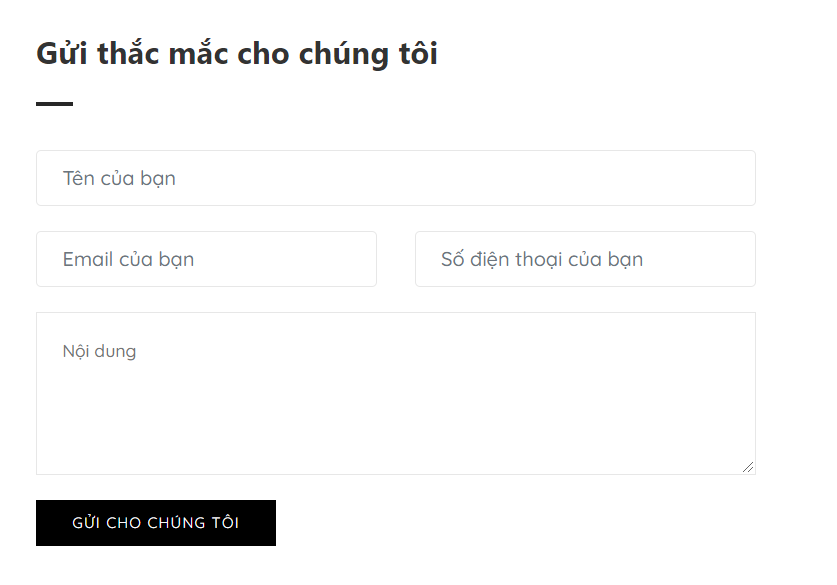 Gửi thắc mắc cho chúng tôi
Tên của bạn
Email của bạn
Số điện thoại của bạn
Nội dung
GỬI CHO CHÚNG TÔI